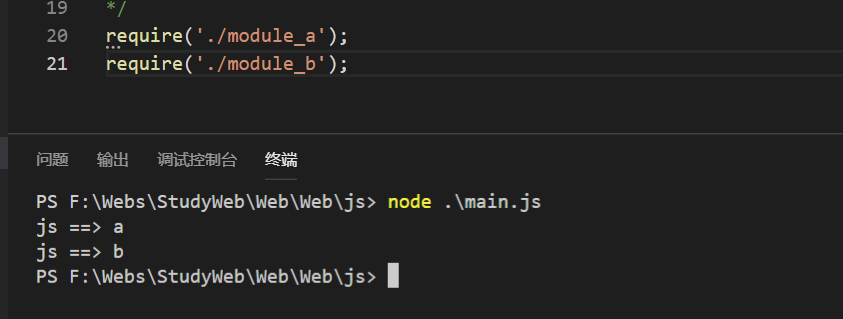 19 */
20 require('./module_a');
21 require('./module_b');
问题 输出 调试控制台 终端
PS F:\Webs\StudyWeb\Web\Web\js> node .\main.js
js ==> a
js ==> b
PS F:\Webs\StudyWeb\Web\Web\js>